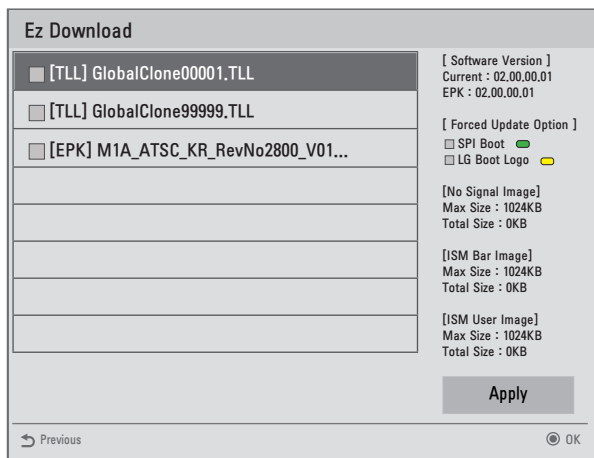 Ez Download
[TLL] GlobalClone00001.TLL
[TLL] GlobalClone99999.TLL
[EPK] M1A_ATSC_KR_RevNo2800_V01...
[ Software Version ]
Current : 02.00.00.01
EPK : 02.00.00.01
[ Forced Update Option ]
SPI Boot
LG Boot Logo
[No Signal Image]
Max Size : 1024KB
Total Size : 0KB
[ISM Bar Image]
Max Size : 1024KB
Total Size : 0KB
[ISM User Image]
Max Size : 1024KB
Total Size : 0KB
Apply
Previous
OK